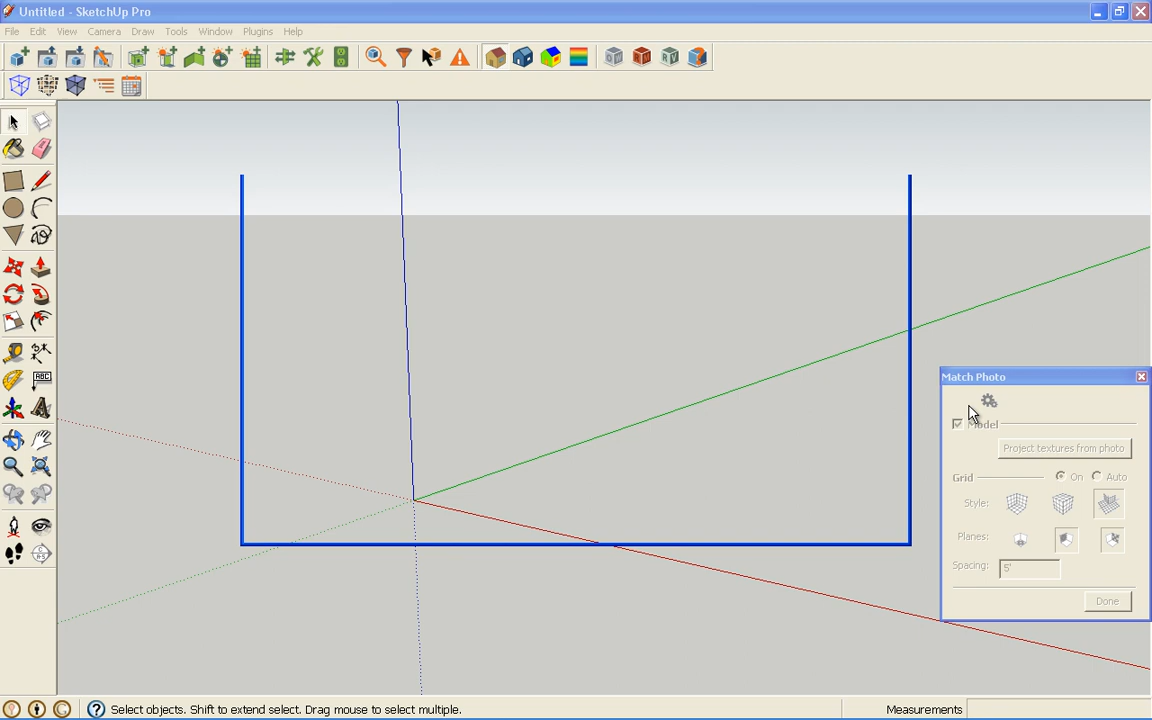 Untitled - SketchUp Pro
File Edit View Camera Draw Tools Window Plugins Help
ABC
Match Photo
Model
Project textures from photo
Grid On Auto
Style:
Planes:
Spacing: 5'
Done
Select objects. Shift to extend select. Drag mouse to select multiple.
Measurements